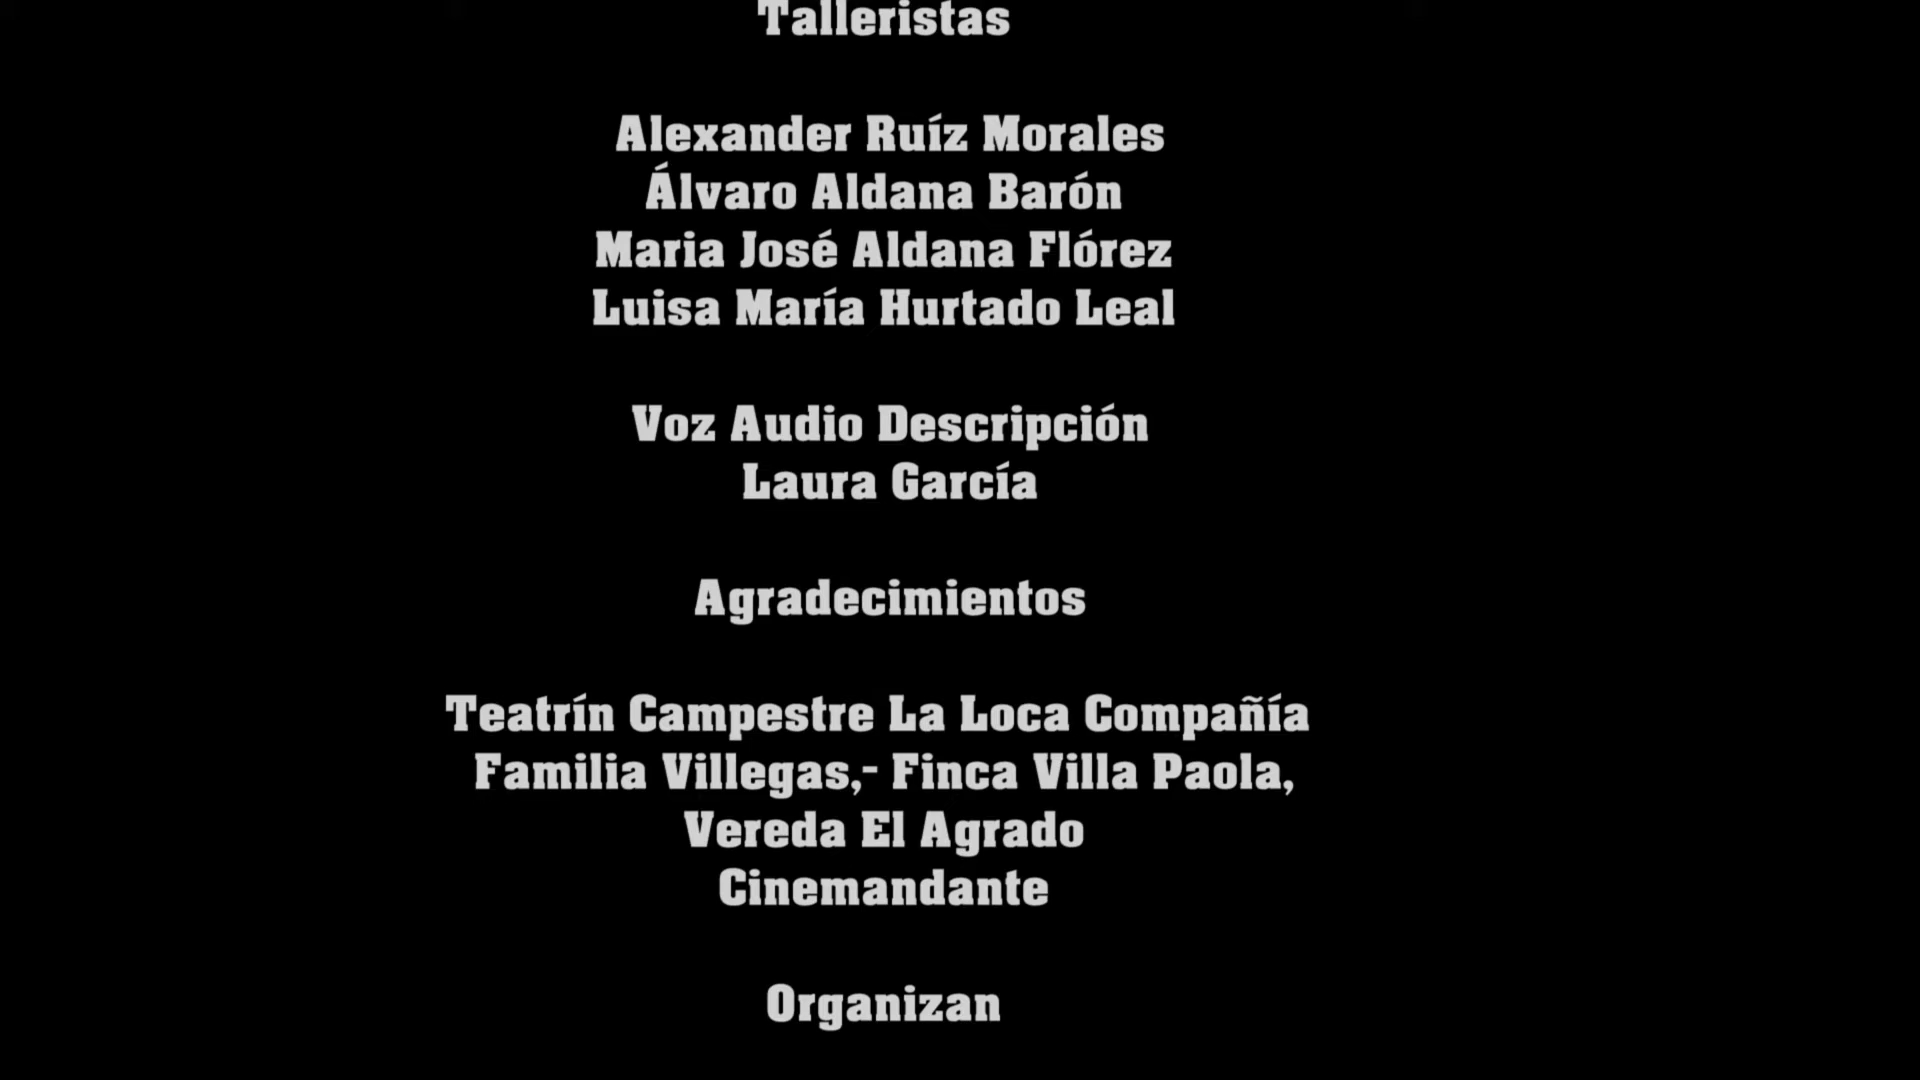 Talleristas
Alexander Ruíz Morales
Álvaro Aldana Barón
Maria José Aldana Flórez
Luisa María Hurtado Leal
Voz Audio Descripción
Laura García
Agradecimientos
Teatrín Campestre La Loca Compañía
Familia Villegas,- Finca Villa Paola,
Vereda El Agrado
Cinemandante
Organizan